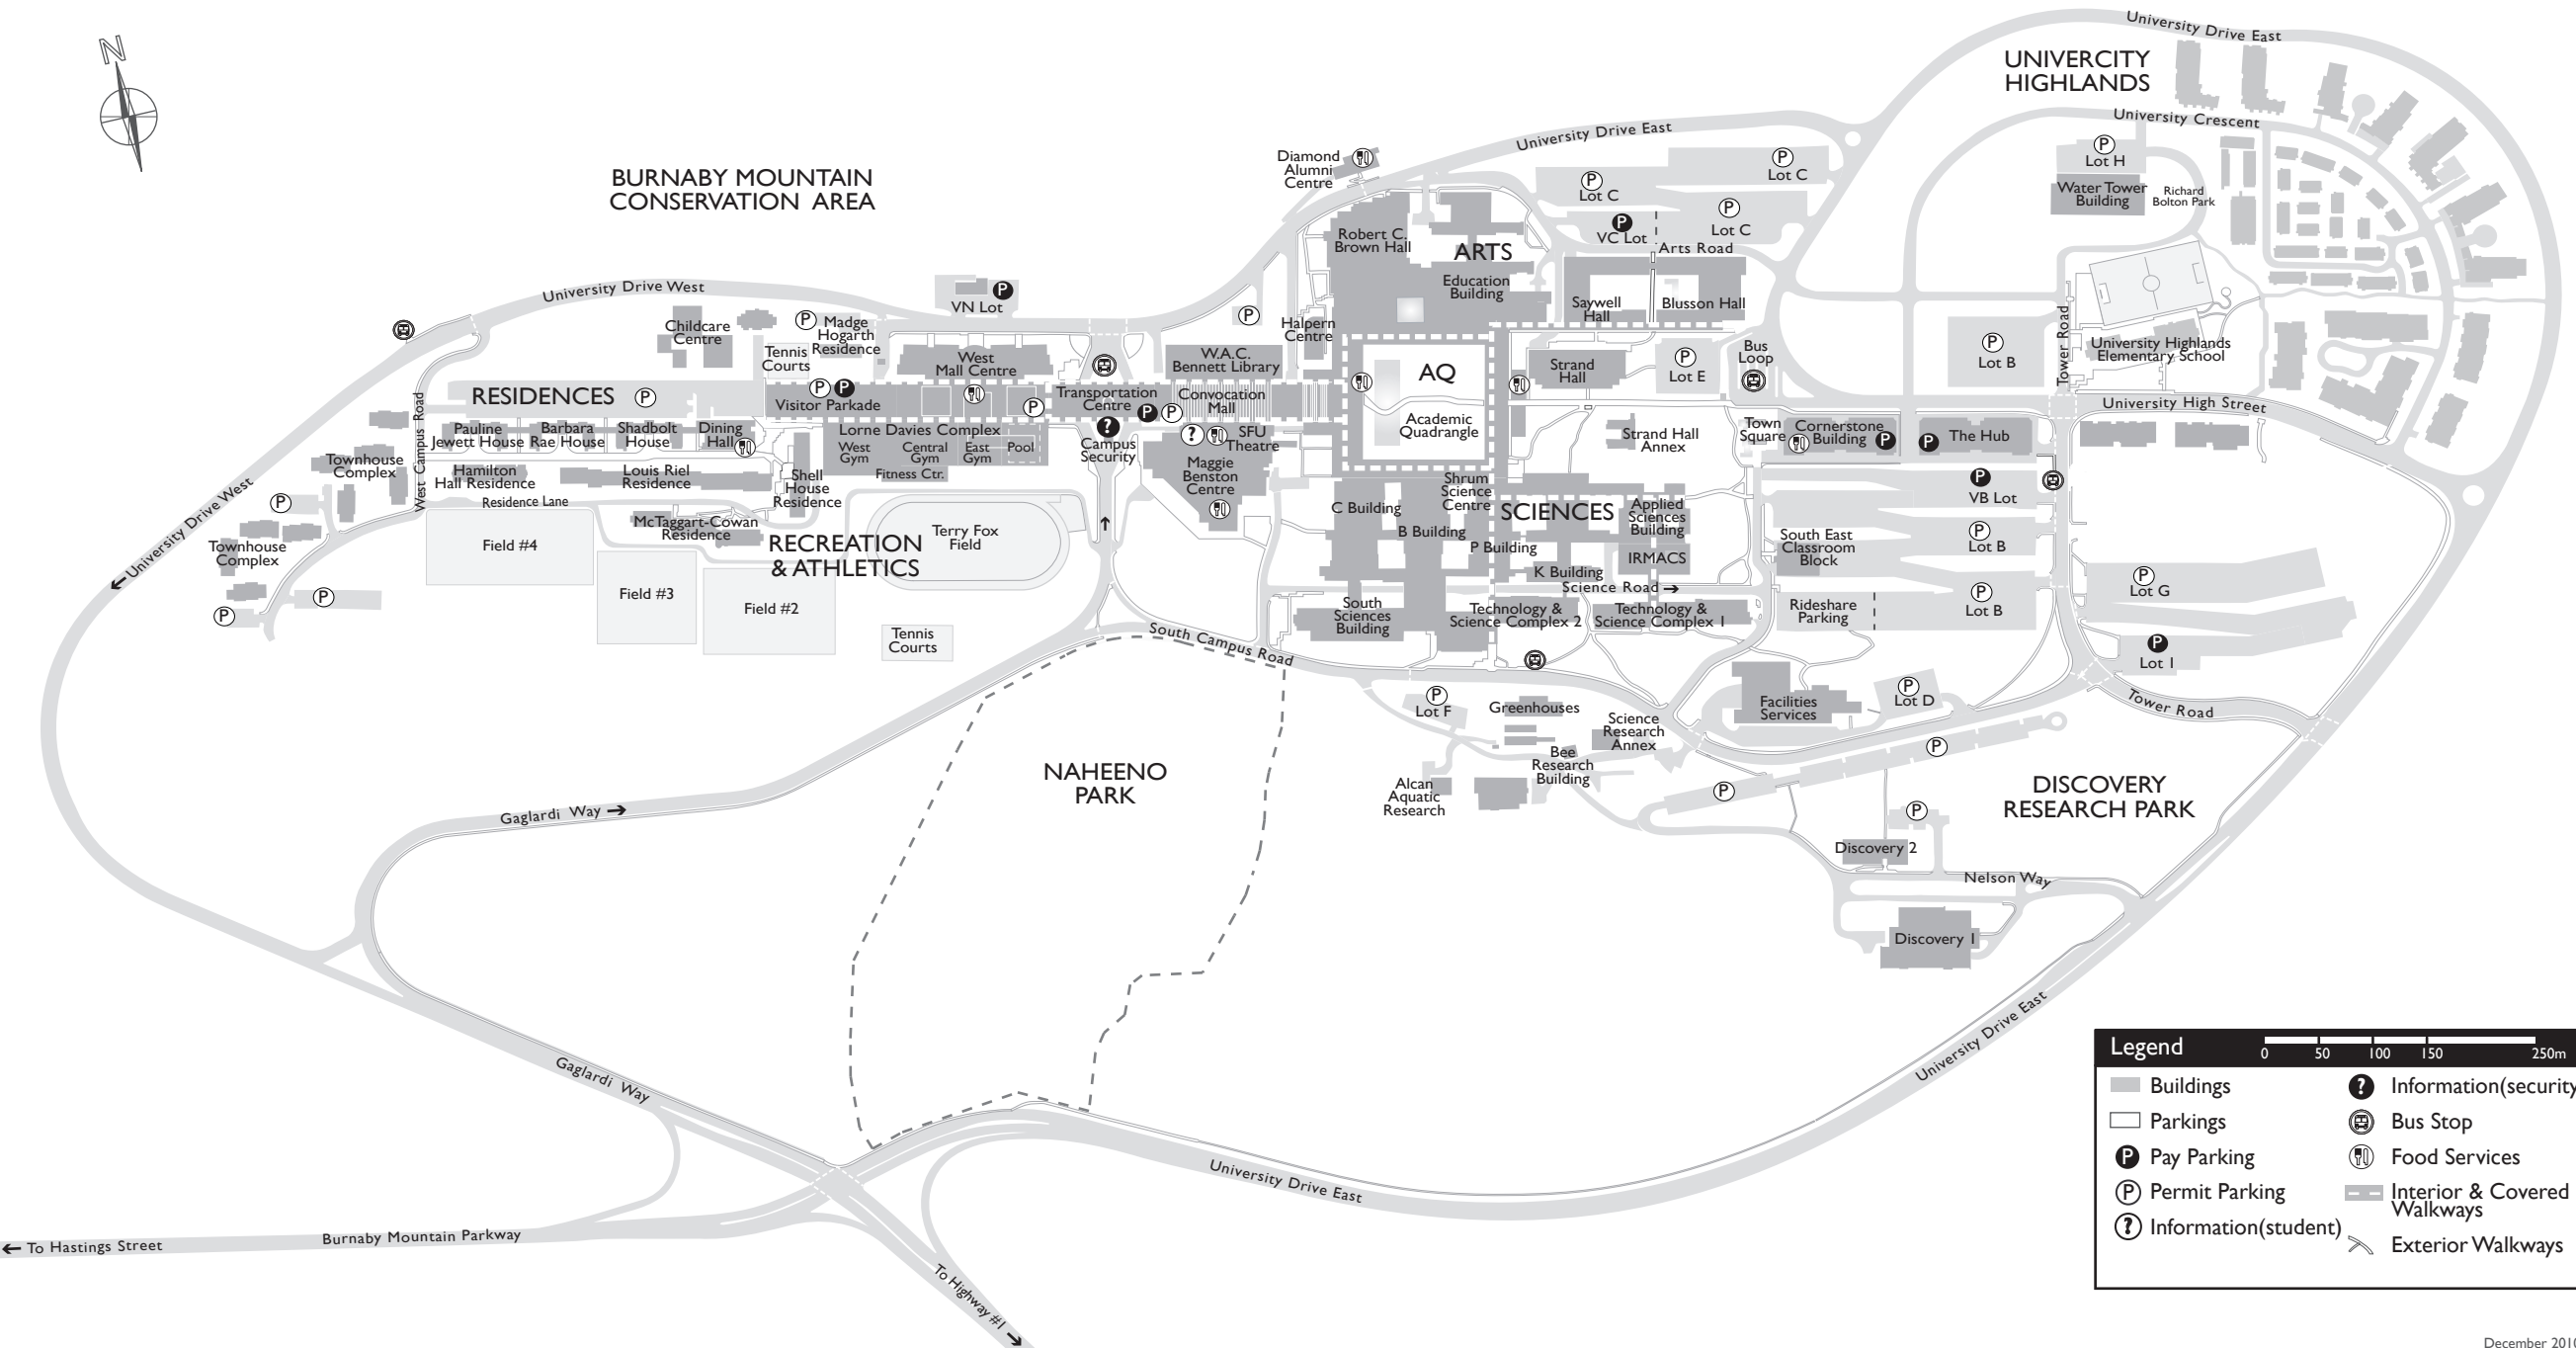 N
BURNABY MOUNTAIN
CONSERVATION AREA
UNIVERCITY
HIGHLANDS
University Drive East
University Crescent
P
Lot H
Water Tower
Building
Richard
Bolton Park
University Drive East
Diamond
Alumni
Centre
P
Lot C
P
Lot C
P
VC Lot
P
Lot C
Arts Road
Robert C.
Brown Hall
ARTS
Education
Building
Saywell
Hall
Blusson Hall
Halpern
Centre
P
University Drive West
P
VN Lot
Childcare
Centre
P
Madge
Hogarth
Residence
Tennis
Courts
West
Mall Centre
W.A.C.
Bennett Library
AQ
Academic
Quadrangle
Strand
Hall
P
Lot E
Bus
Loop
P
Lot B
Tower Road
University Highlands
Elementary School
University High Street
RESIDENCES
P
P
P
Visitor Parkade
P
Transportation
Centre
P
P
Convocation
Mall
?
Campus
Security
?
SFU
Theatre
Maggie
Benston
Centre
West Campus Road
Pauline
Jewett House
Barbara
Rae House
Shadbolt
House
Dining
Hall
Lorne Davies Complex
West
Gym
Central
Gym
East
Gym
Pool
Fitness Ctr.
Strand Hall
Annex
Town
Square
Cornerstone
Building
P
P
The Hub
Townhouse
Complex
Hamilton
Hall Residence
Louis Riel
Residence
Shell
House
Residence
Residence Lane
P
McTaggart-Cowan
Residence
University Drive West
Townhouse
Complex
P
P
Field #4
Field #3
Field #2
RECREATION
& ATHLETICS
Terry Fox
Field
Tennis
Courts
C Building
B Building
Shrum
Science
Centre
SCIENCES
P Building
Applied
Sciences
Building
IRMACS
K Building
Science Road
South
Sciences
Building
Technology &
Science Complex 2
Technology &
Science Complex 1
P
VB Lot
South East
Classroom
Block
P
Lot B
Rideshare
Parking
P
Lot B
P
Lot G
P
Lot 1
South Campus Road
P
Lot F
Greenhouses
Science
Research
Annex
Bee
Research
Building
Alcan
Aquatic
Research
Facilities
Services
P
Lot D
Tower Road
P
P
P
NAHEENO
PARK
DISCOVERY
RESEARCH PARK
Discovery 2
Nelson Way
Discovery 1
Gaglardi Way
Gaglardi Way
University Drive East
University Drive East
To Hastings Street
Burnaby Mountain Parkway
To Highway #1
Legend
0 50 100 150 250m
Buildings
Parkings
P Pay Parking
P Permit Parking
? Information(student)
? Information(security
Bus Stop
Food Services
Interior & Covered
Walkways
Exterior Walkways
December 2010